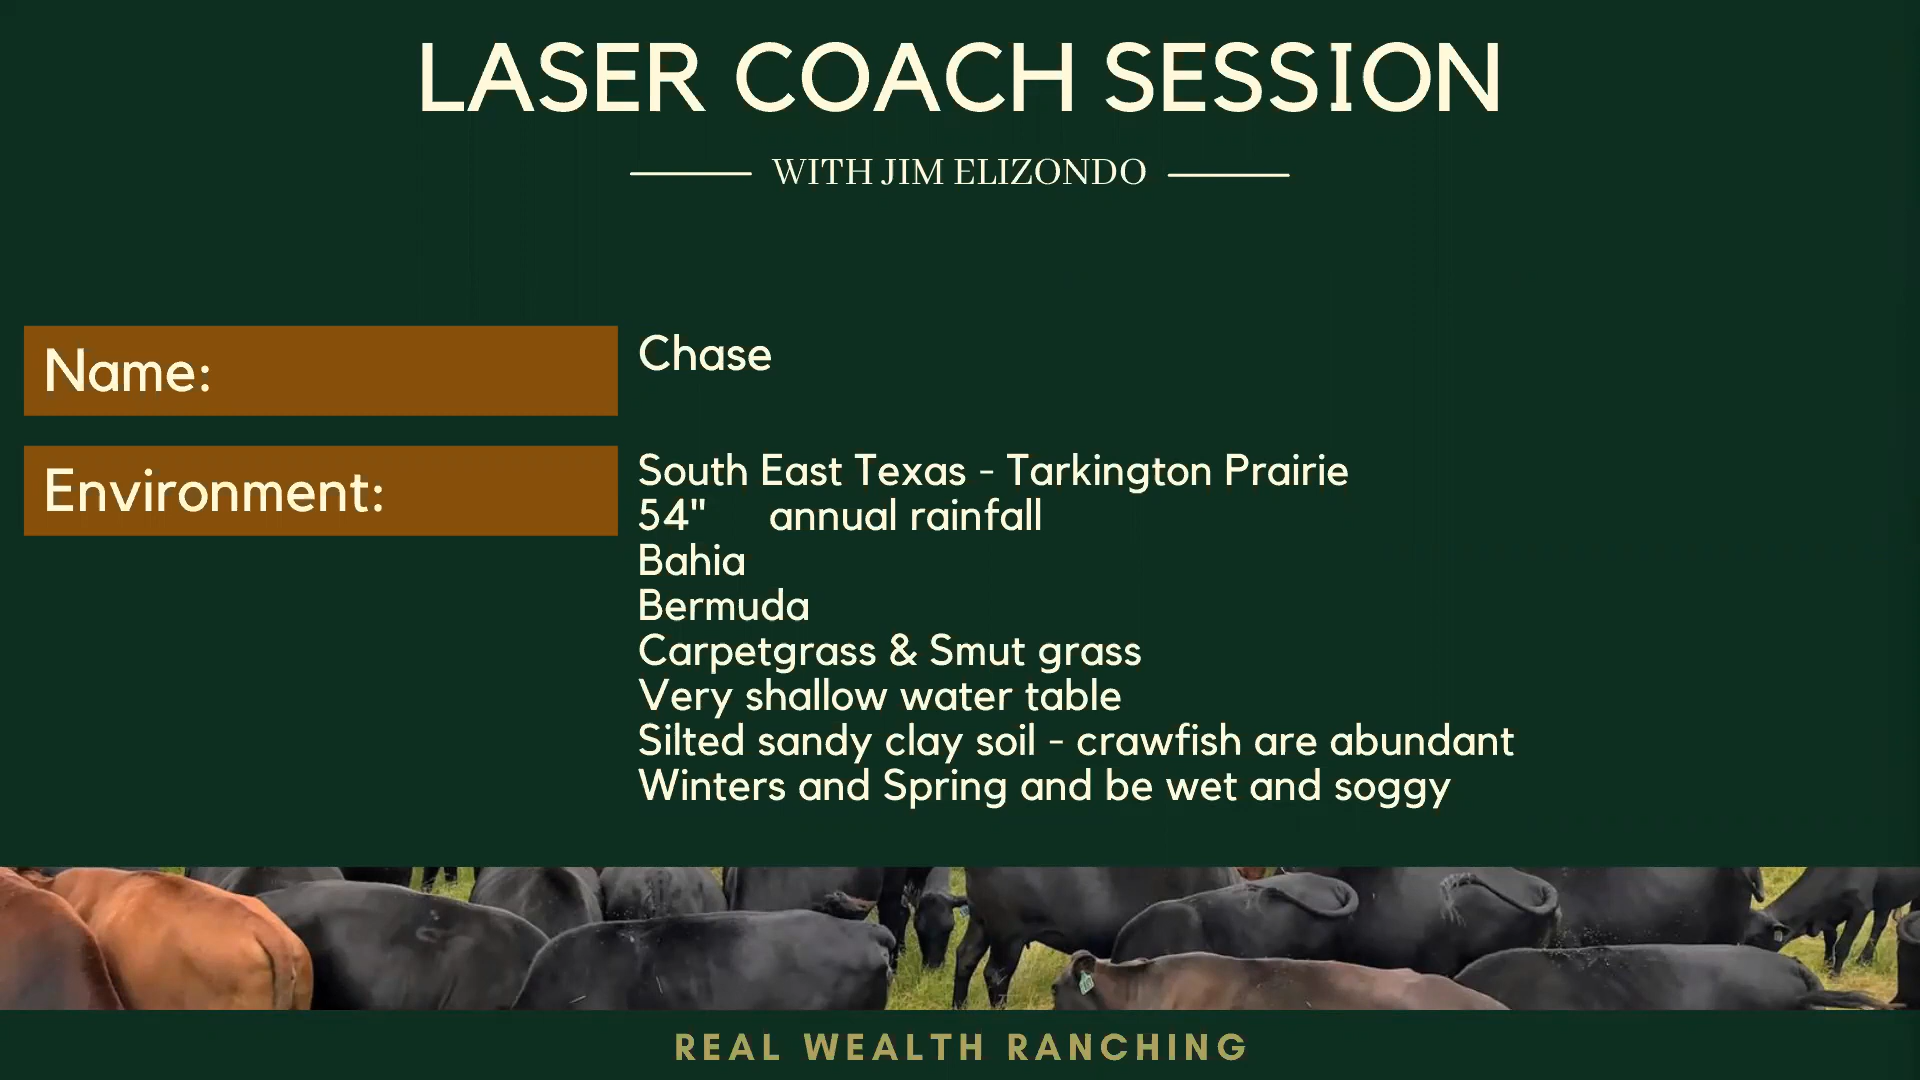 LASER COACH SESSION
WITH JIM ELIZONDO
Name:
Chase
Environment:
South East Texas - Tarkington Prairie
54" annual rainfall
Bahia
Bermuda
Carpetgrass & Smut grass
Very shallow water table
Silted sandy clay soil - crawfish are abundant
Winters and Spring and be wet and soggy
REAL WEALTH RANCHING